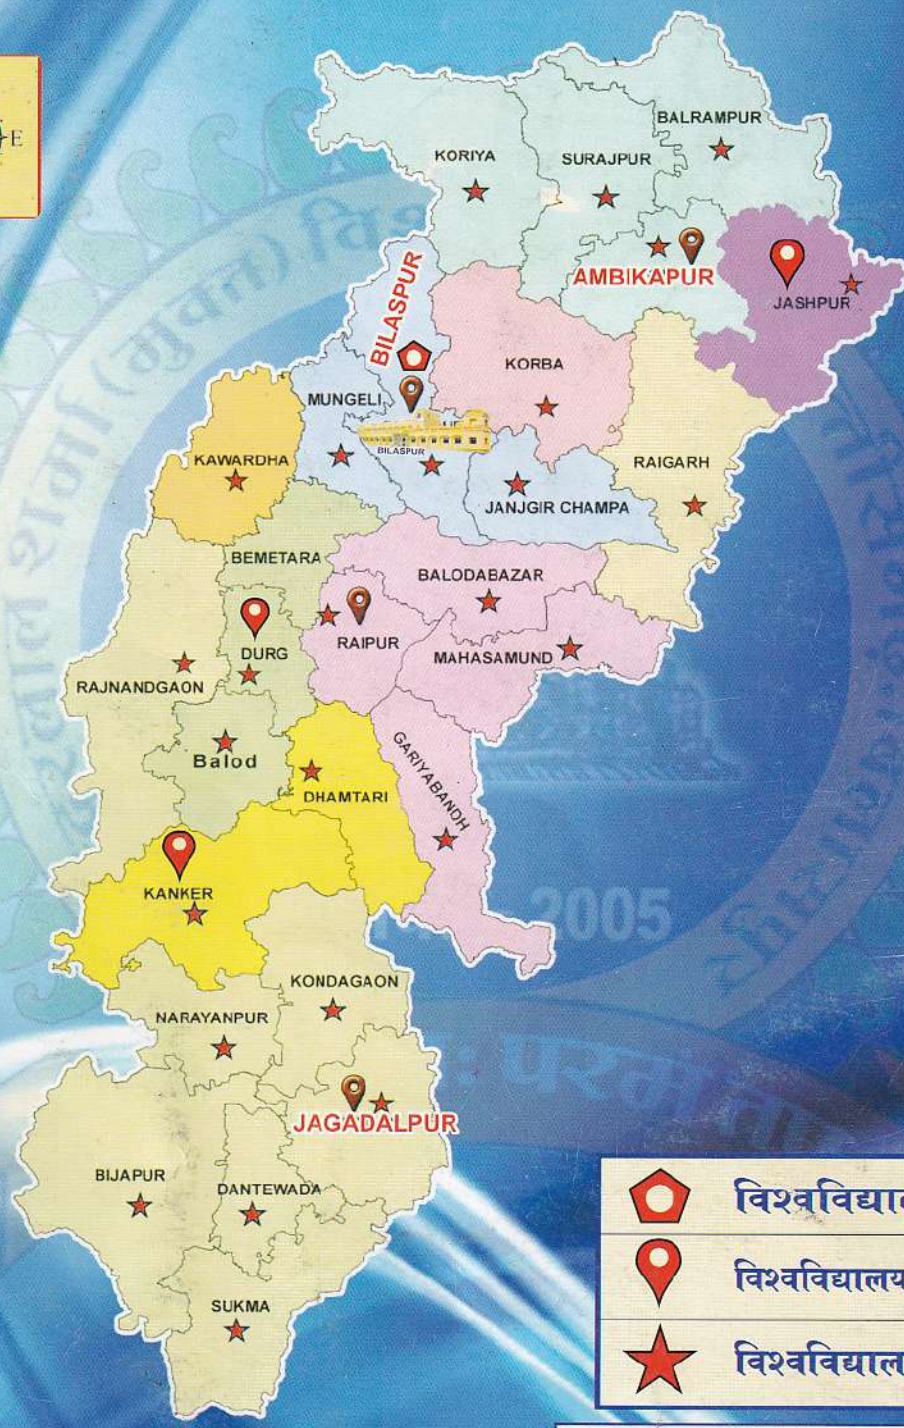 E
BALRAMPUR
KORIYA
SURAJPUR
AMBIKAPUR
JASHPUR
BILASPUR
KORBA
MUNGELI
BILASPUR
KAWARDHA
RAIGARH
JANJGIR CHAMPA
BEMETARA
BALODABAZAR
RAIPUR
DURG
MAHASAMUND
RAJNANDGAON
GARIYABANDH
Balod
DHAMTARI
KANKER
2005
KONDAGAON
NARAYANPUR
JAGADALPUR
BIJAPUR
DANTEWADA
SUKMA
विश्वविद्याल
विश्वविद्यालय
विश्वविद्याल